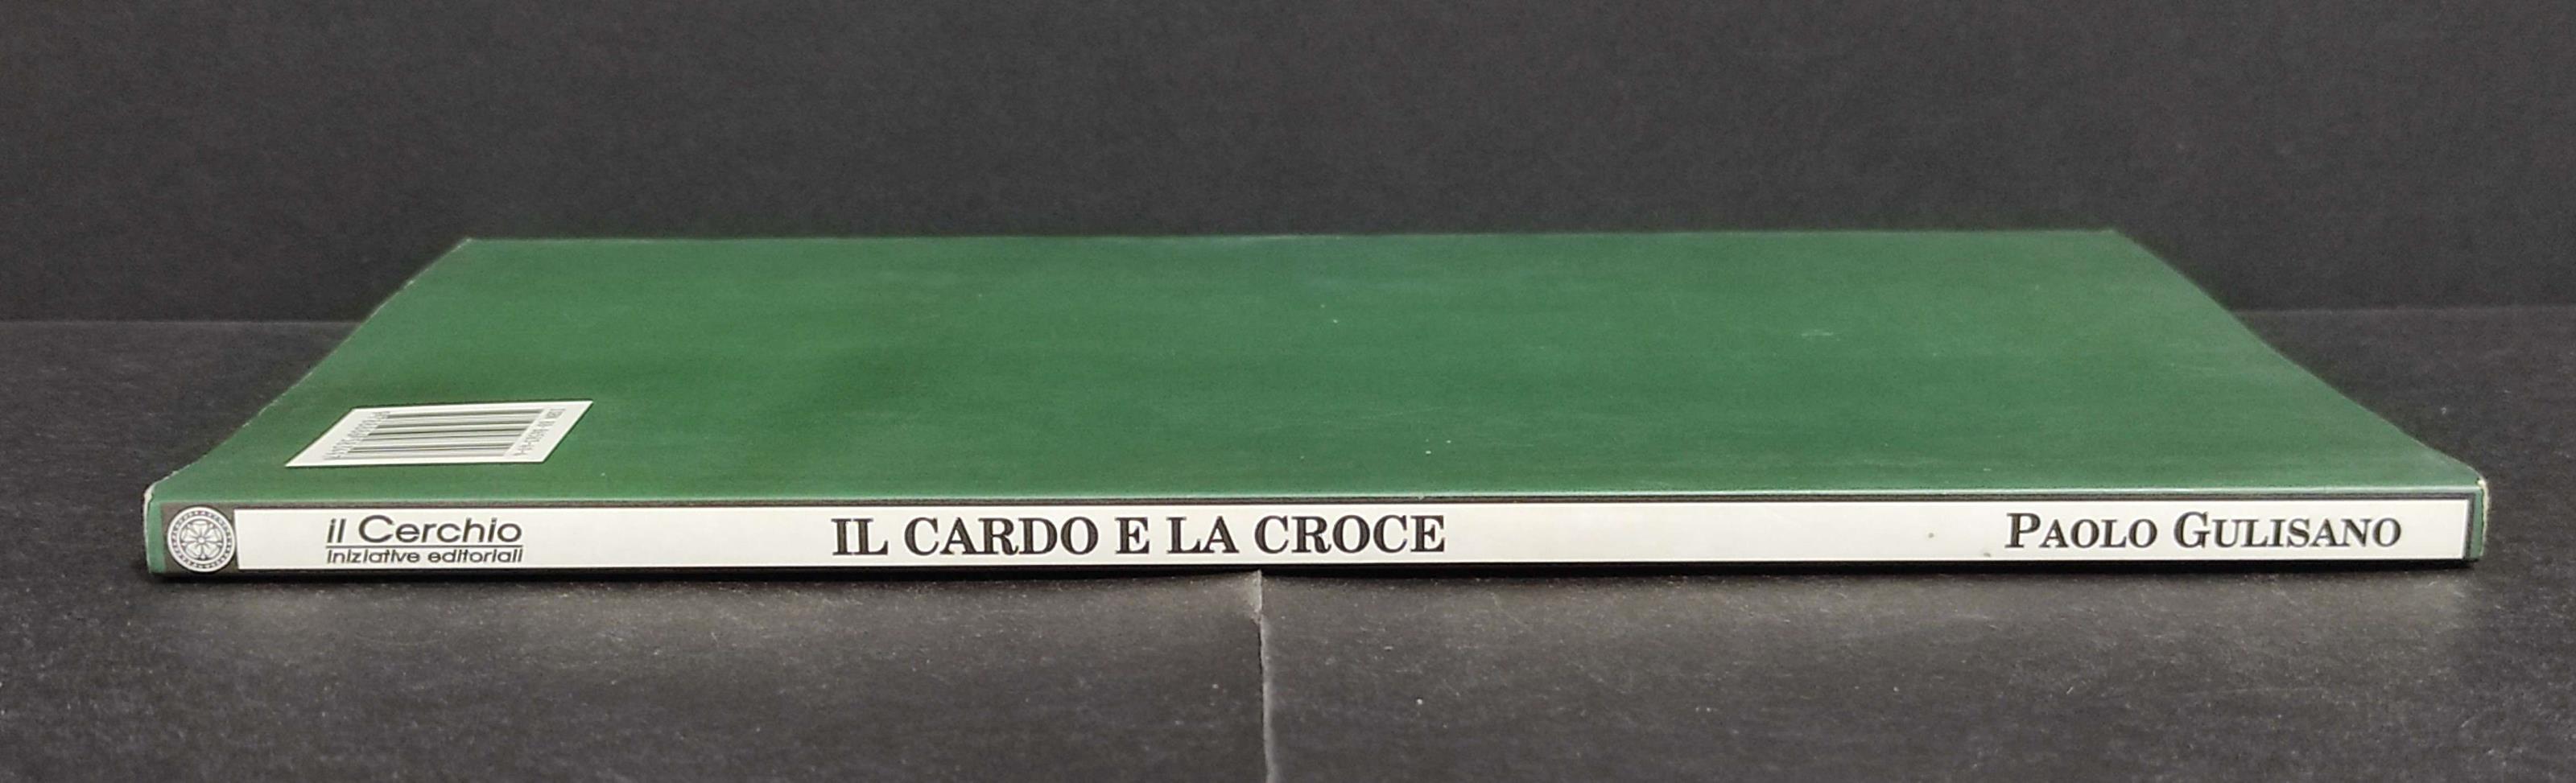 il Cerchio
iniziative editoriali
IL CARDO E LA CROCE
PAOLO GULISANO